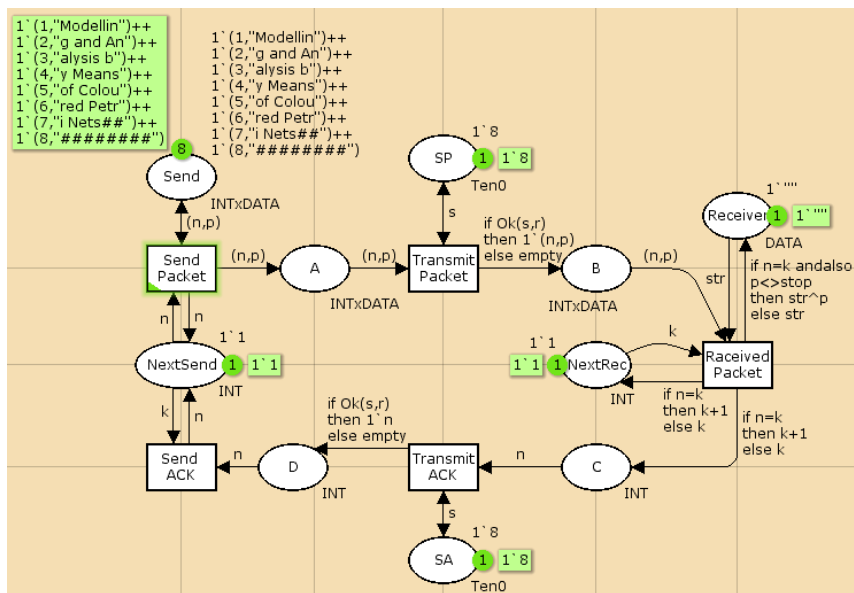 1`(1,"Modellin")++
1`(2,"g and An")++
1`(3,"alysis b")++
1`(4,"y Means")++
1`(5,"of Colou")++
1`(6,"red Petr")++
1`(7,"i Nets##")++
1`(8,"########")
1`(1,"Modellin")++
1`(2,"g and An")++
1`(3,"alysis b")++
1`(4,"y Means")++
1`(5,"of Colou")++
1`(6,"red Petr")++
1`(7,"i Nets##")++
1`(8,"########")
8
Send
INTxDATA
(n,p)
1`8
SP
1
1`8
Ten0
s
1`""
Receiver
1
1`""
DATA
Send
Packet
(n,p)
A
INTxDATA
(n,p)
Transmit
Packet
if Ok(s,r)
then 1`(n,p)
else empty
B
INTxDATA
(n,p)
str
if n=k andalso
p<>stop
then str^p
else str
n
n
1`1
NextSend
1
1`1
INT
1`1
1`1
1
NextRec
INT
k
Raceived
Packet
if n=k
then k+1
else k
if n=k
then k+1
else k
k
n
Send
ACK
n
D
INT
if Ok(s,r)
then 1`n
else empty
Transmit
ACK
n
C
INT
s
1`8
SA
1
1`8
Ten0